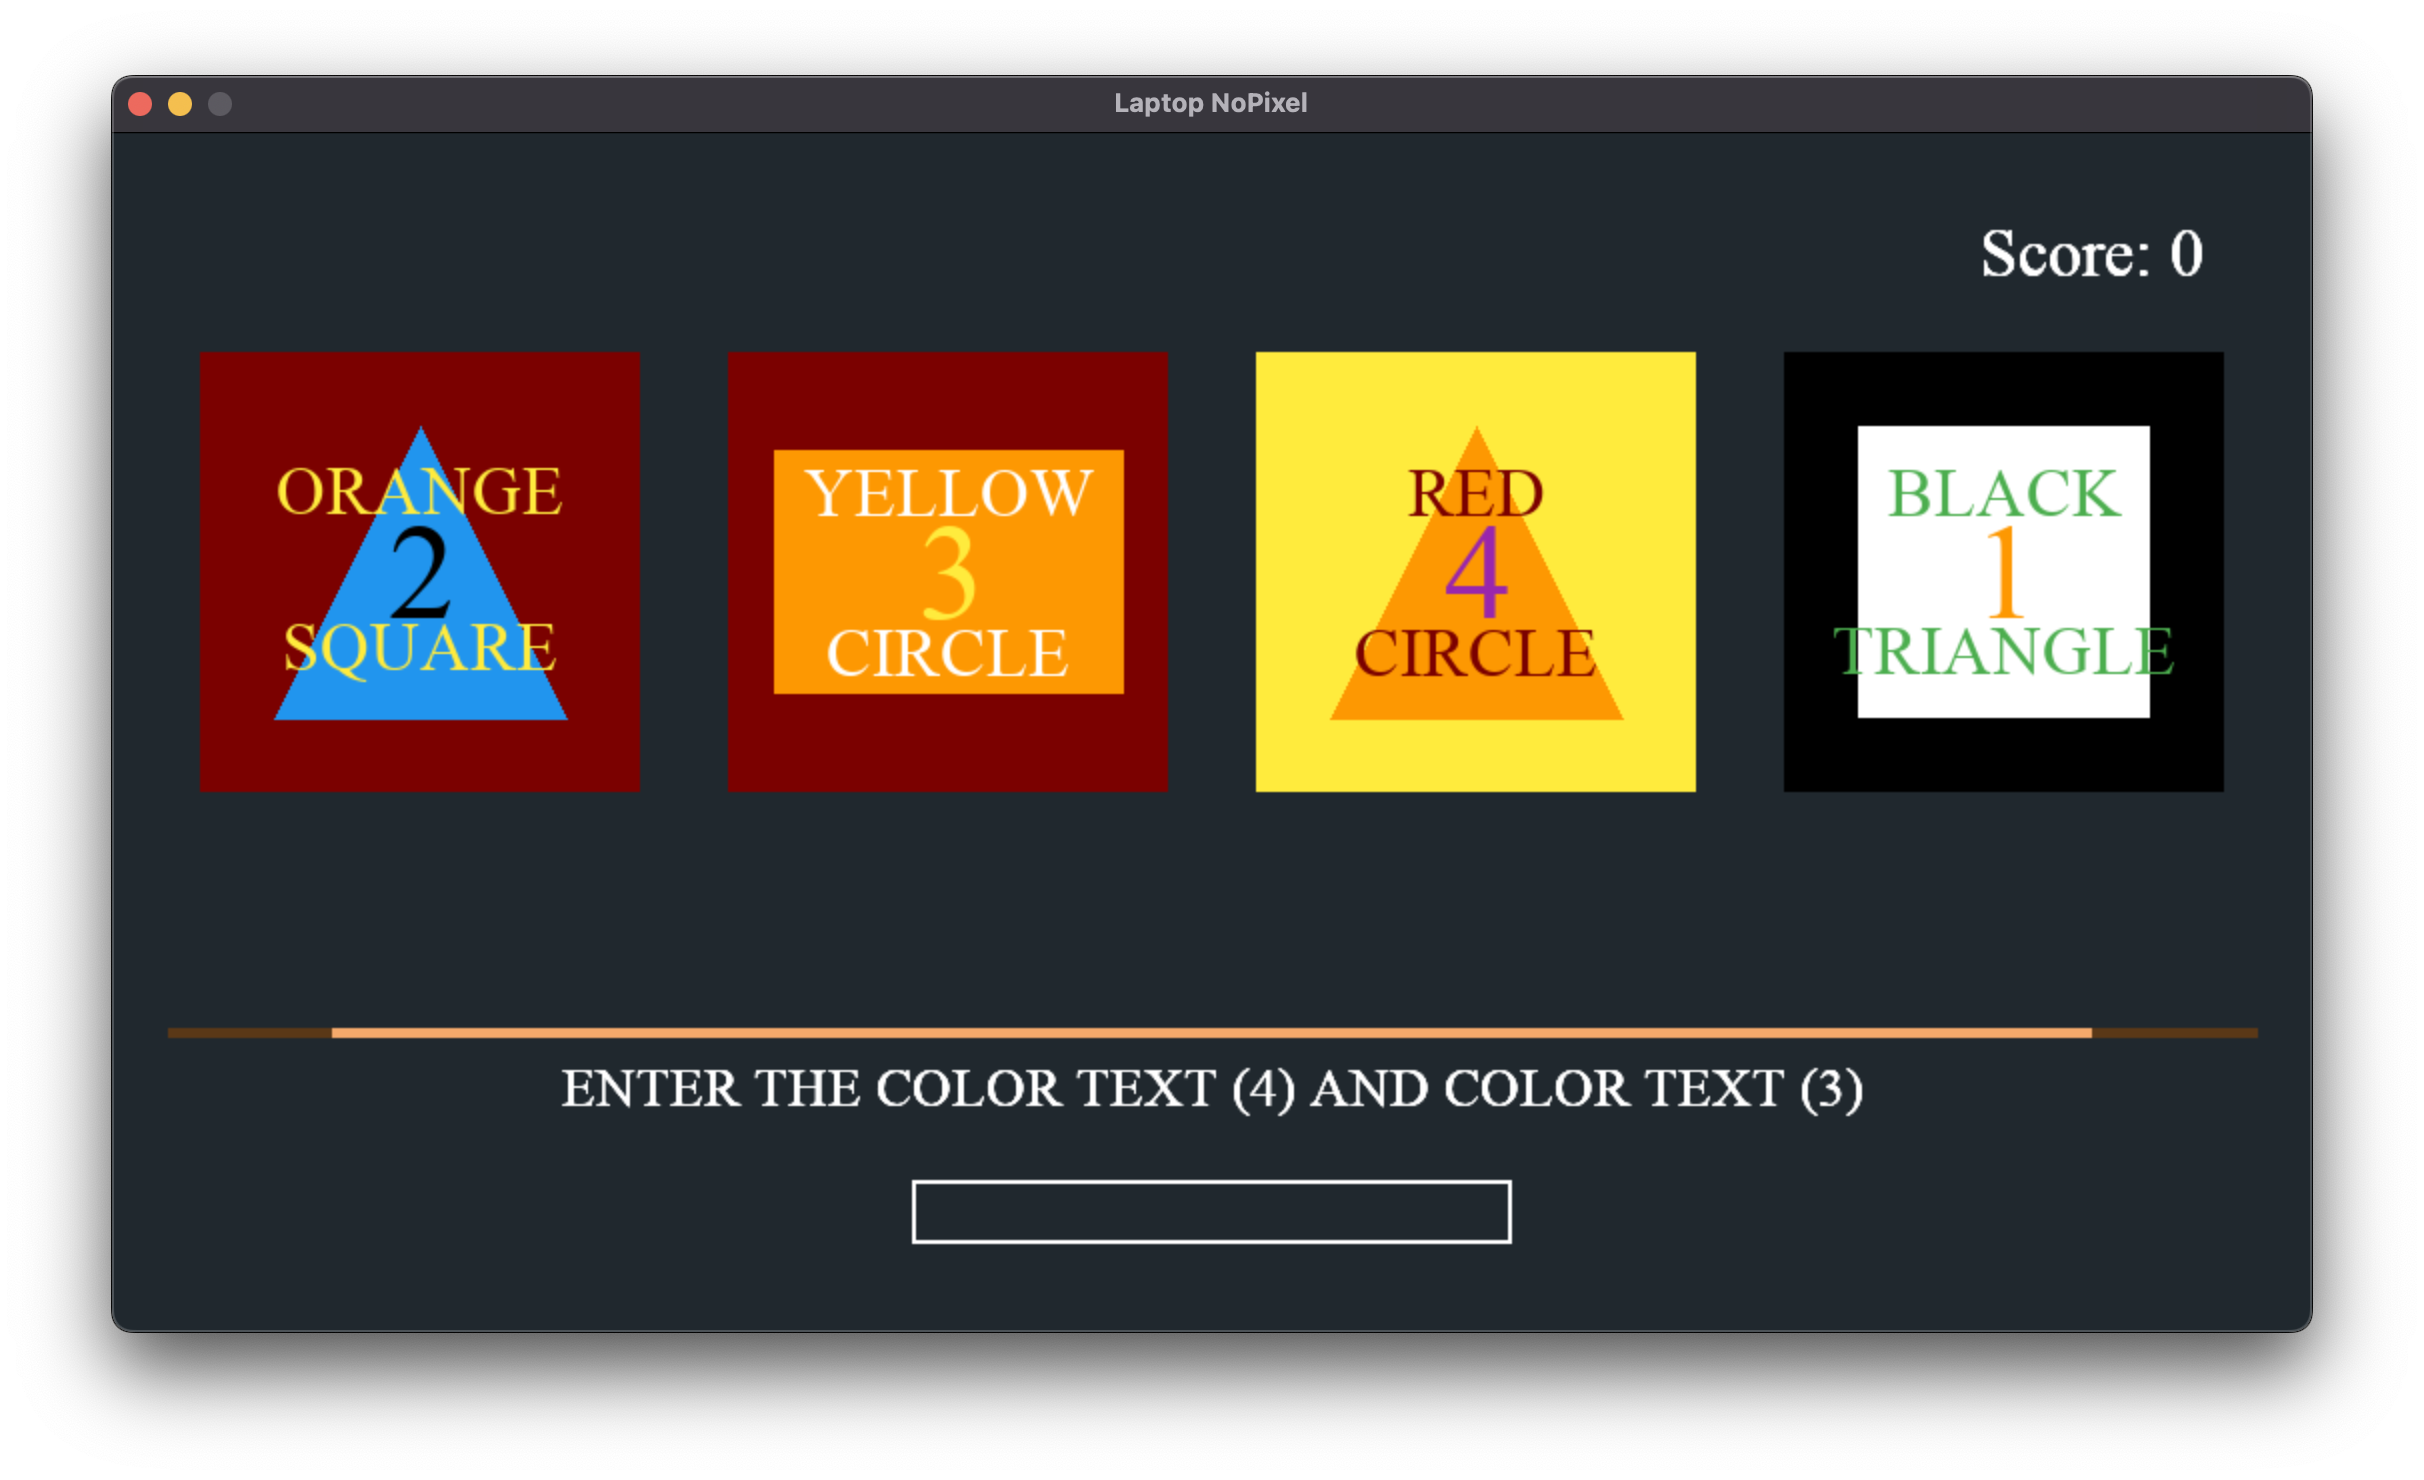 Laptop NoPixel
Score: 0
ORANGE
2
SQUARE
YELLOW
3
CIRCLE
RED
4
CIRCLE
BLACK
1
TRIANGLE
ENTER THE COLOR TEXT (4) AND COLOR TEXT (3)